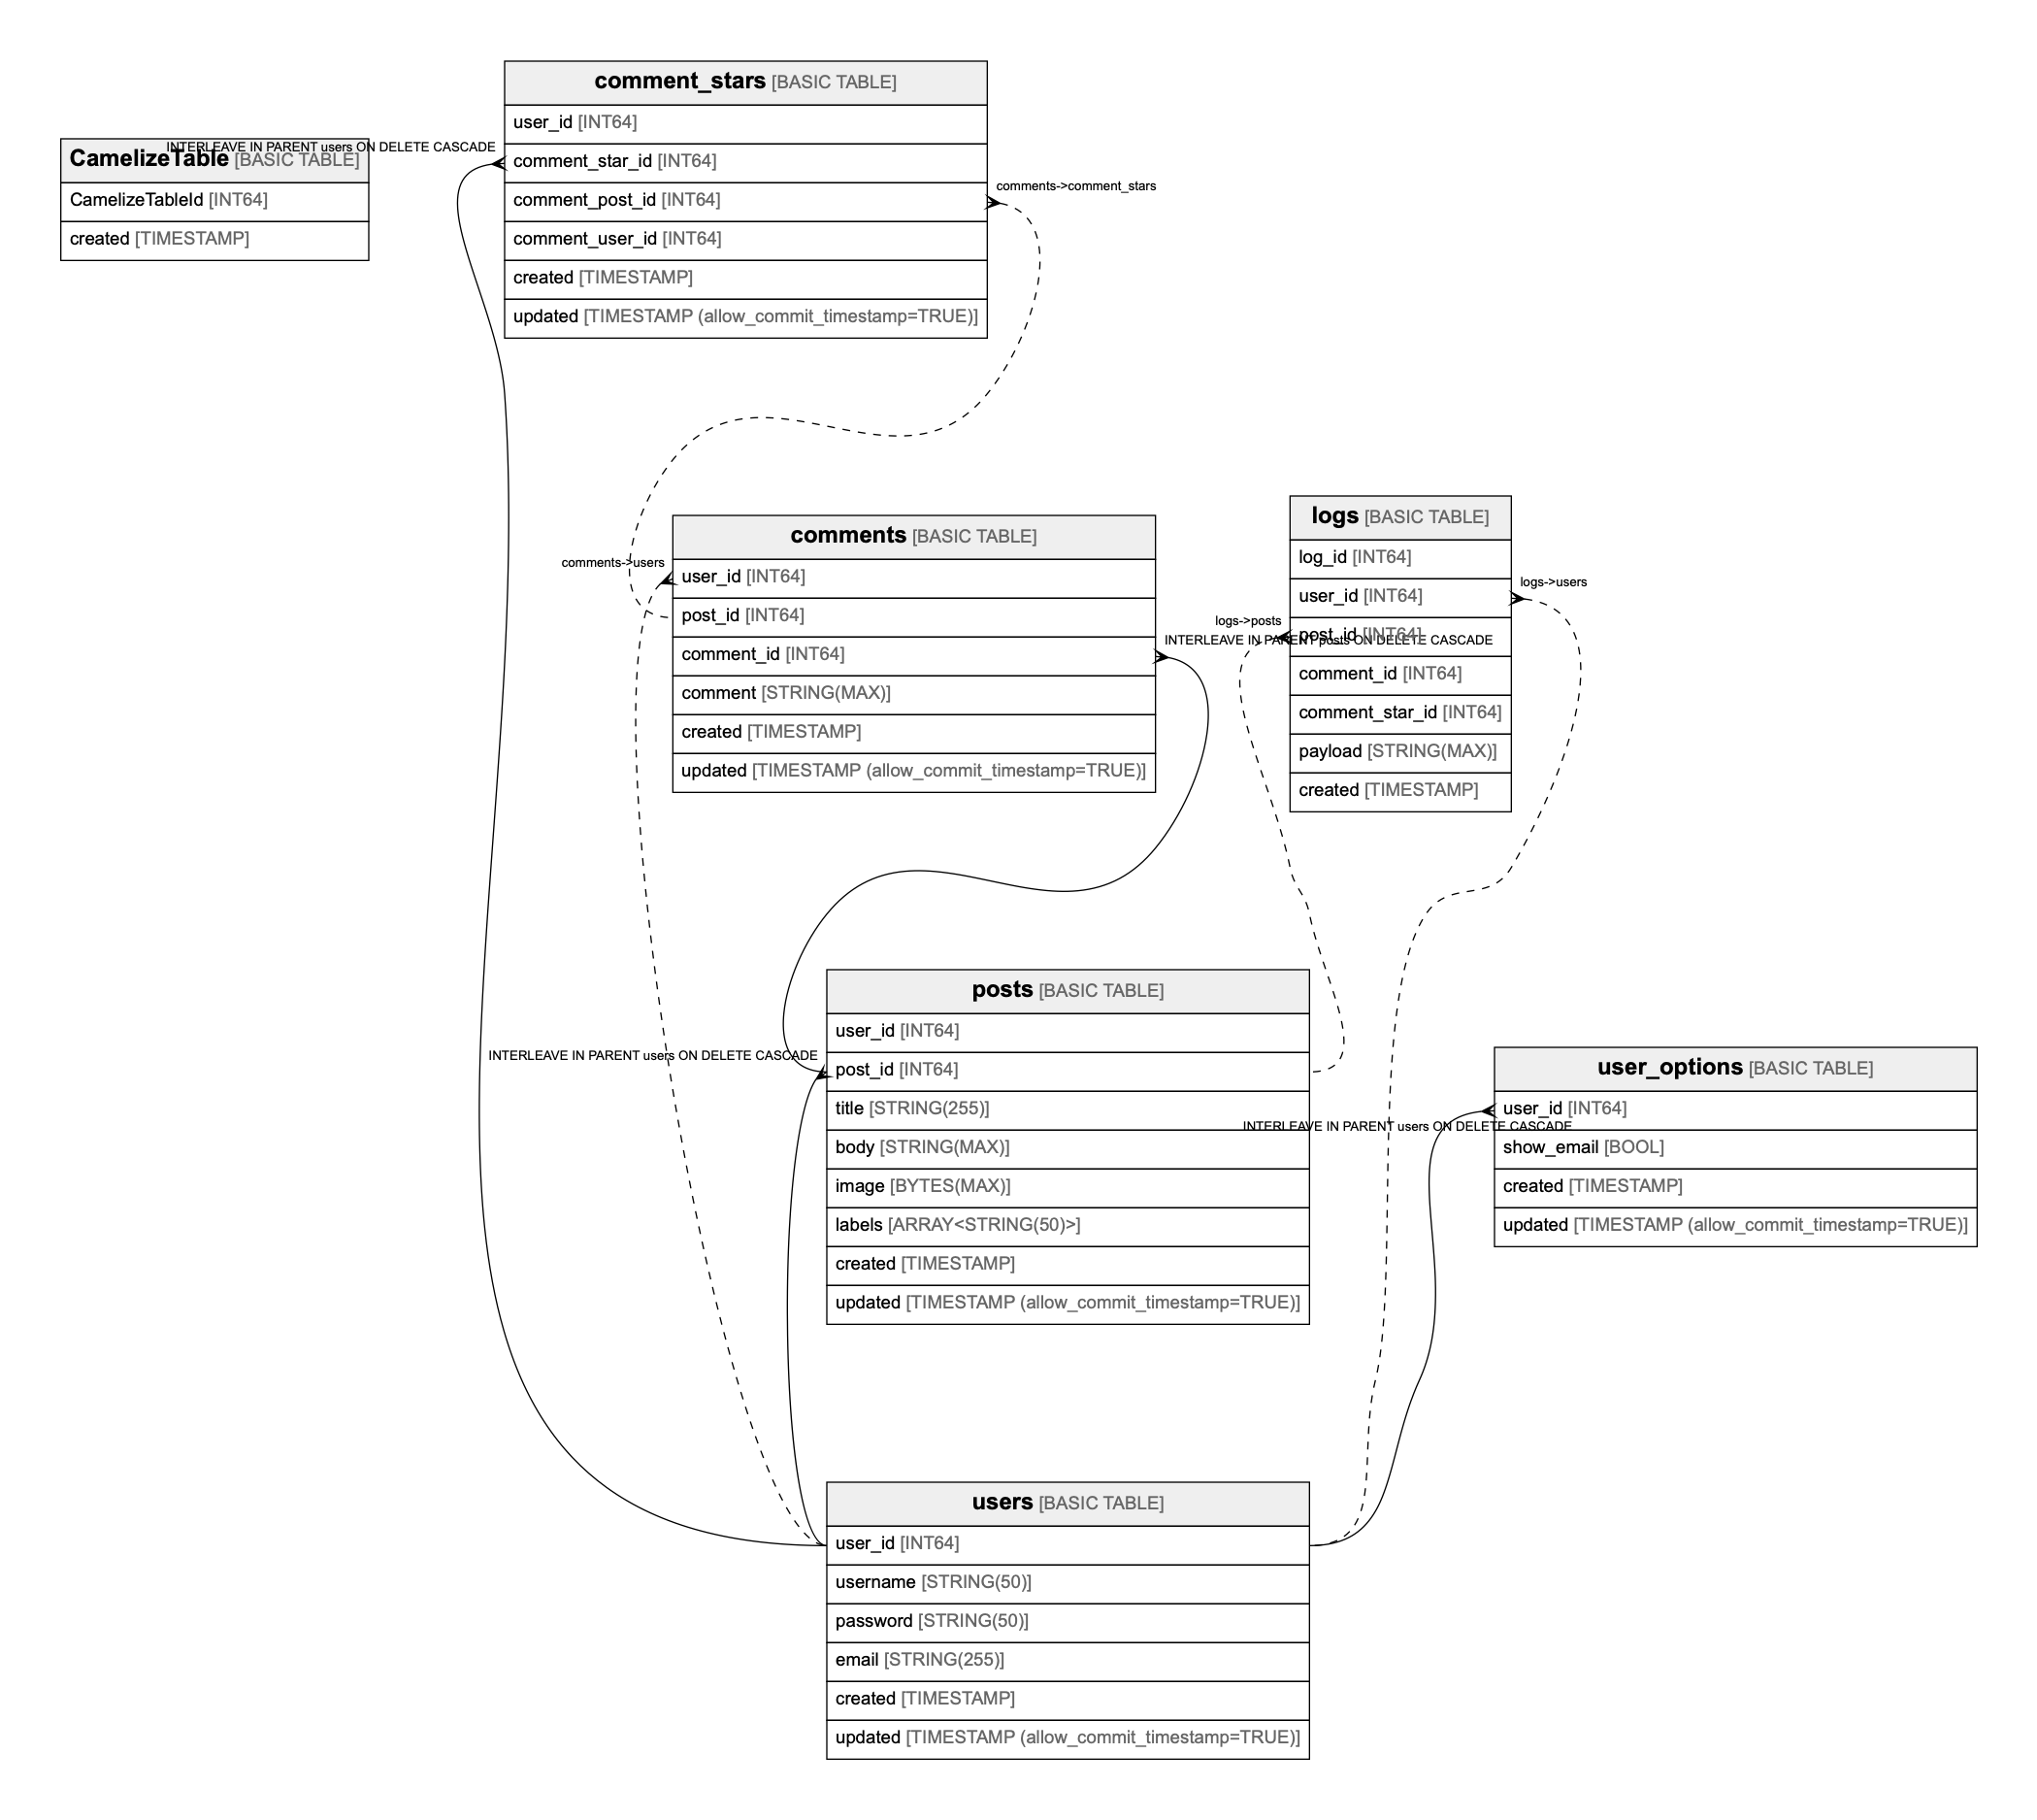 comment_stars [BASIC TABLE]
user_id [INT64]
comment_star_id [INT64]
comment_post_id [INT64]
comment_user_id [INT64]
created [TIMESTAMP]
updated [TIMESTAMP (allow_commit_timestamp=TRUE)]
INTERLEAVE IN PARENT users ON DELETE CASCADE
CamelizeTable [BASIC TABLE]
CamelizeTableId [INT64]
created [TIMESTAMP]
comments->comment_stars
comments [BASIC TABLE]
user_id [INT64]
post_id [INT64]
comment_id [INT64]
comment [STRING(MAX)]
created [TIMESTAMP]
updated [TIMESTAMP (allow_commit_timestamp=TRUE)]
comments->users
INTERLEAVE IN PARENT posts ON DELETE CASCADE
logs [BASIC TABLE]
log_id [INT64]
user_id [INT64]
post_id [INT64]
comment_id [INT64]
comment_star_id [INT64]
payload [STRING(MAX)]
created [TIMESTAMP]
logs->users
logs->posts
posts [BASIC TABLE]
user_id [INT64]
post_id [INT64]
title [STRING(255)]
body [STRING(MAX)]
image [BYTES(MAX)]
labels [ARRAY<STRING(50)>]
created [TIMESTAMP]
updated [TIMESTAMP (allow_commit_timestamp=TRUE)]
INTERLEAVE IN PARENT users ON DELETE CASCADE
user_options [BASIC TABLE]
user_id [INT64]
show_email [BOOL]
created [TIMESTAMP]
updated [TIMESTAMP (allow_commit_timestamp=TRUE)]
INTERLEAVE IN PARENT users ON DELETE CASCADE
users [BASIC TABLE]
user_id [INT64]
username [STRING(50)]
password [STRING(50)]
email [STRING(255)]
created [TIMESTAMP]
updated [TIMESTAMP (allow_commit_timestamp=TRUE)]